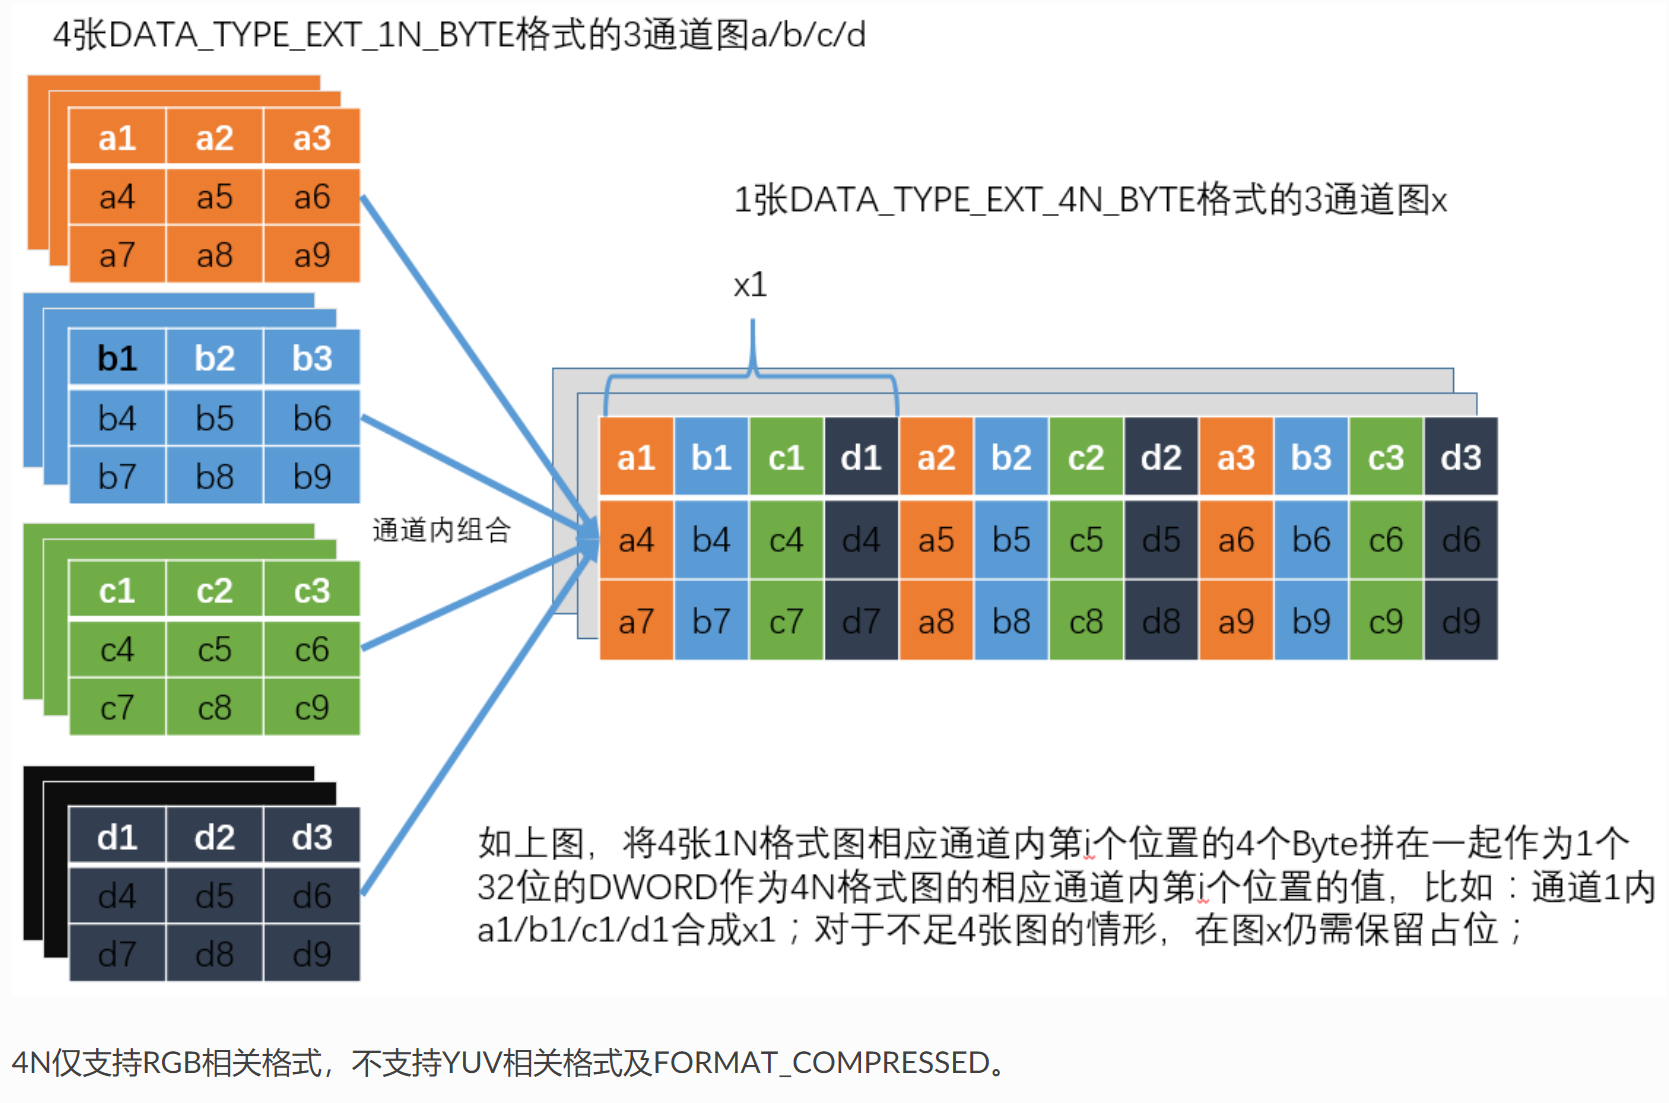 4张DATA_TYPE_EXT_1N_BYTE格式的3通道图a/b/c/d
a1 a2 a3
a4 a5 a6
a7 a8 a9
b1 b2 b3
b4 b5 b6
b7 b8 b9
c1 c2 c3
c4 c5 c6
c7 c8 c9
d1 d2 d3
d4 d5 d6
d7 d8 d9
通道内组合
1张DATA_TYPE_EXT_4N_BYTE格式的3通道图x
x1
a1 b1 c1 d1 a2 b2 c2 d2 a3 b3 c3 d3
a4 b4 c4 d4 a5 b5 c5 d5 a6 b6 c6 d6
a7 b7 c7 d7 a8 b8 c8 d8 a9 b9 c9 d9
如上图，将4张1N格式图相应通道内第i个位置的4个Byte拼在一起作为1个
32位的DWORD作为4N格式图的相应通道内第i个位置的值，比如：通道1内
a1/b1/c1/d1合成x1；对于不足4张图的情形，在图x仍需保留占位；
4N仅支持RGB相关格式，不支持YUV相关格式及FORMAT_COMPRESSED。